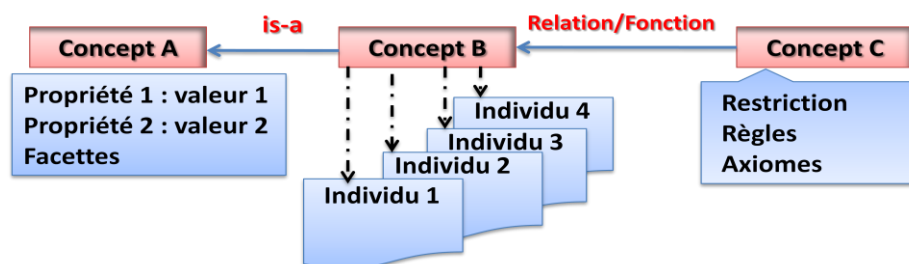 is-a
Relation/Fonction
Concept A
Concept B
Concept C
Propriété 1 : valeur 1
Propriété 2 : valeur 2
Facettes
Individu 4
Individu 3
Individu 2
Individu 1
Restriction
Règles
Axiomes